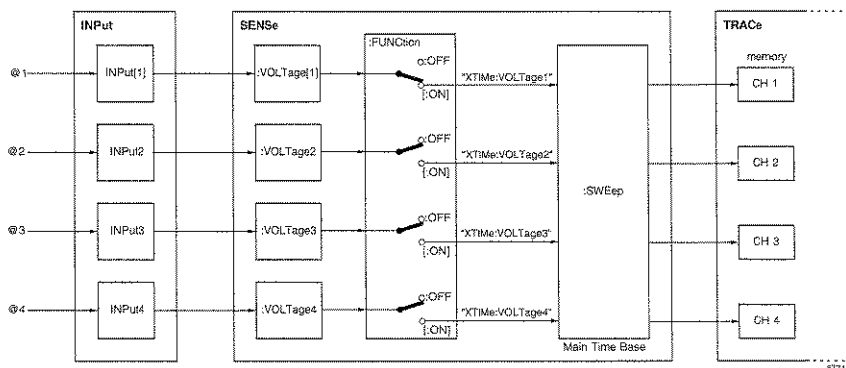 INPut
SENSe
TRACe
:FUNCtion
memory
@1
INPut[1]
:VOLTage[1]
:OFF
[:ON]
"XTIMe:VOLTage1"
CH 1
@2
INPut2
:VOLTage2
:OFF
[:ON]
"XTIMe:VOLTage2"
CH 2
:SWEep
@3
INPut3
:VOLTage3
:OFF
[:ON]
"XTIMe:VOLTage3"
CH 3
@4
INPut4
:VOLTage4
:OFF
[:ON]
"XTIMe:VOLTage4"
CH 4
Main Time Base